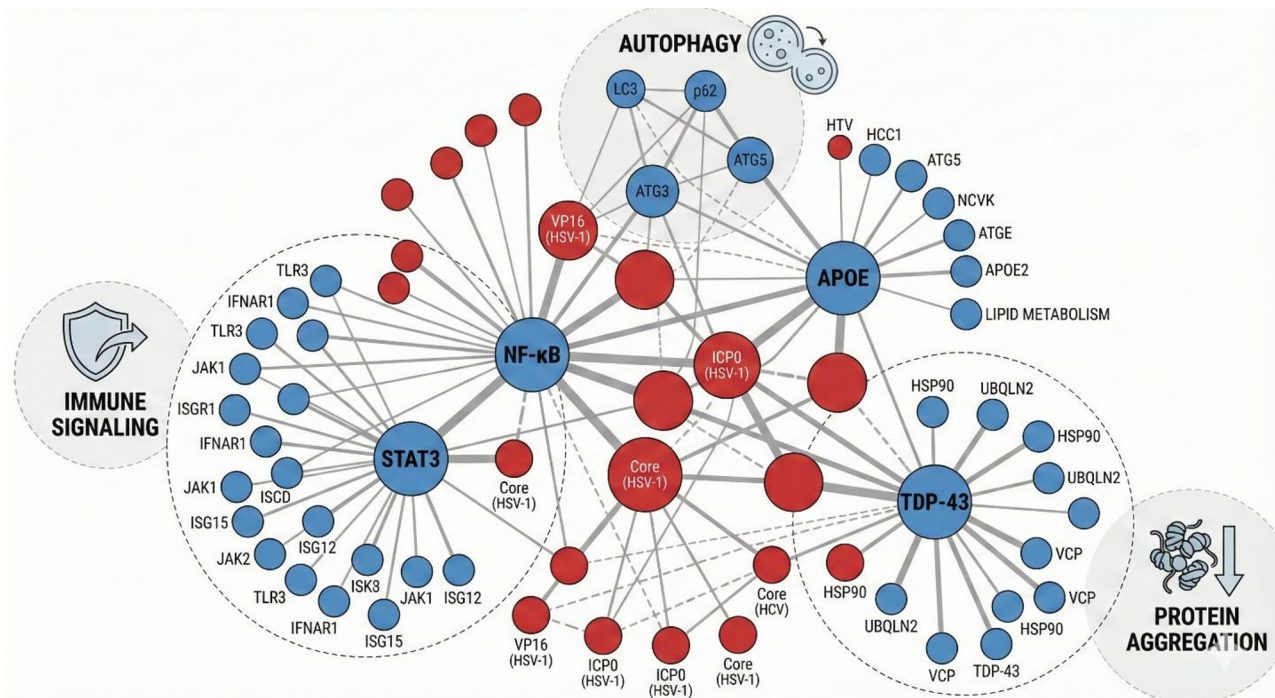 AUTOPHAGY
LC3
p62
ATG5
ATG3
HTV
HCC1
ATG5
NCVK
ATGE
APOE2
LIPID METABOLISM
APOE
VP16
(HSV-1)
NF-κB
ICP0
(HSV-1)
IMMUNE
SIGNALING
TLR3
IFNAR1
TLR3
JAK1
ISGR1
IFNAR1
JAK1
ISCD
ISG15
ISG12
JAK2
TLR3
ISK3
IFNAR1
JAK1
ISG12
ISG15
STAT3
Core
(HSV-1)
Core
(HSV-1)
VP16
(HSV-1)
ICP0
(HSV-1)
ICP0
(HSV-1)
Core
(HSV-1)
Core
(HCV)
HSP90
UBQLN2
HSP90
UBQLN2
TDP-43
VCP
VCP
HSP90
HSP90
UBQLN2
VCP
TDP-43
PROTEIN
AGGREGATION